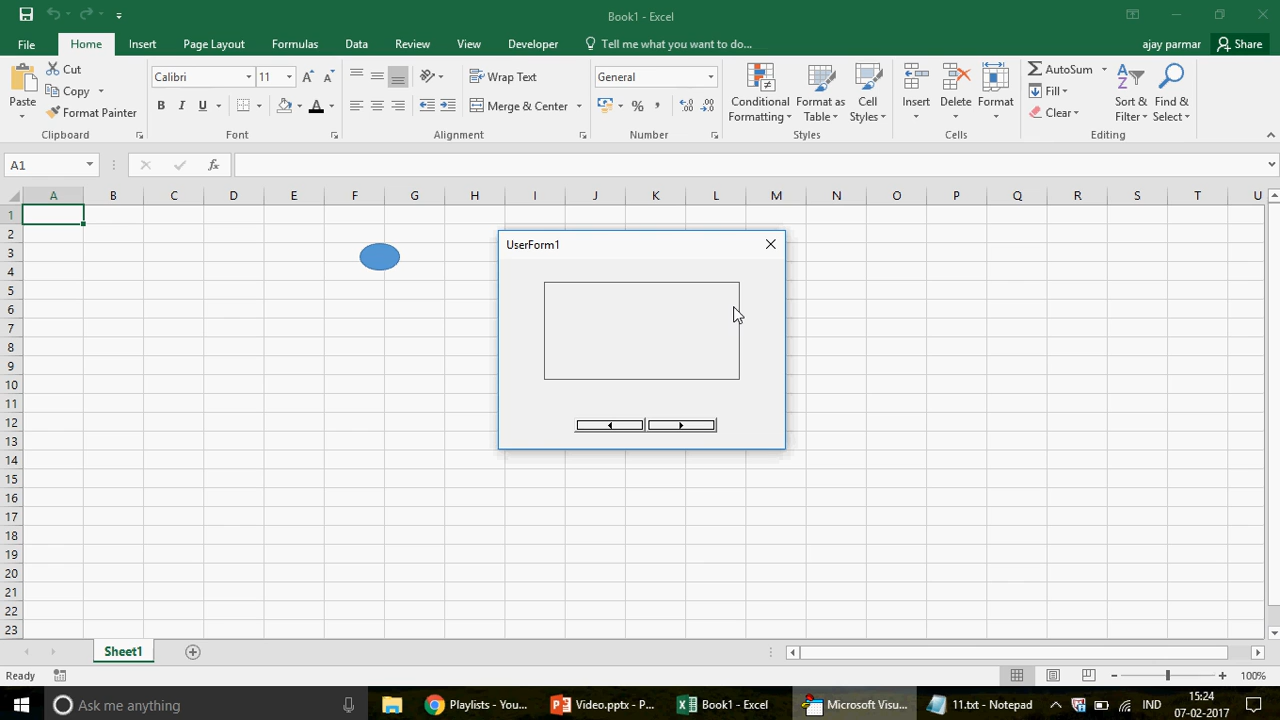 Book1 - Excel
File Home Insert Page Layout Formulas Data Review View Developer Tell me what you want to do... ajay parmar Share
Paste Cut Copy Format Painter Clipboard
Calibri 11 B I U A Font
Wrap Text Merge & Center Alignment
General % , Number
Conditional Formatting Format as Table Cell Styles Styles
Insert Delete Format Cells
AutoSum Fill Clear Sort & Filter Find & Select Editing
A1 fx
A B C D E F G H I J K L M N O P Q R S T U
1
2
3
4
5
6
7
8
9
10
11
12
13
14
15
16
17
18
19
20
21
22
23
UserForm1
Sheet1
Ready 100%
Ask me anything Playlists - You... Video.pptx - P... Book1 - Excel Microsoft Visu... 11.txt - Notepad IND 15:24
07-02-2017